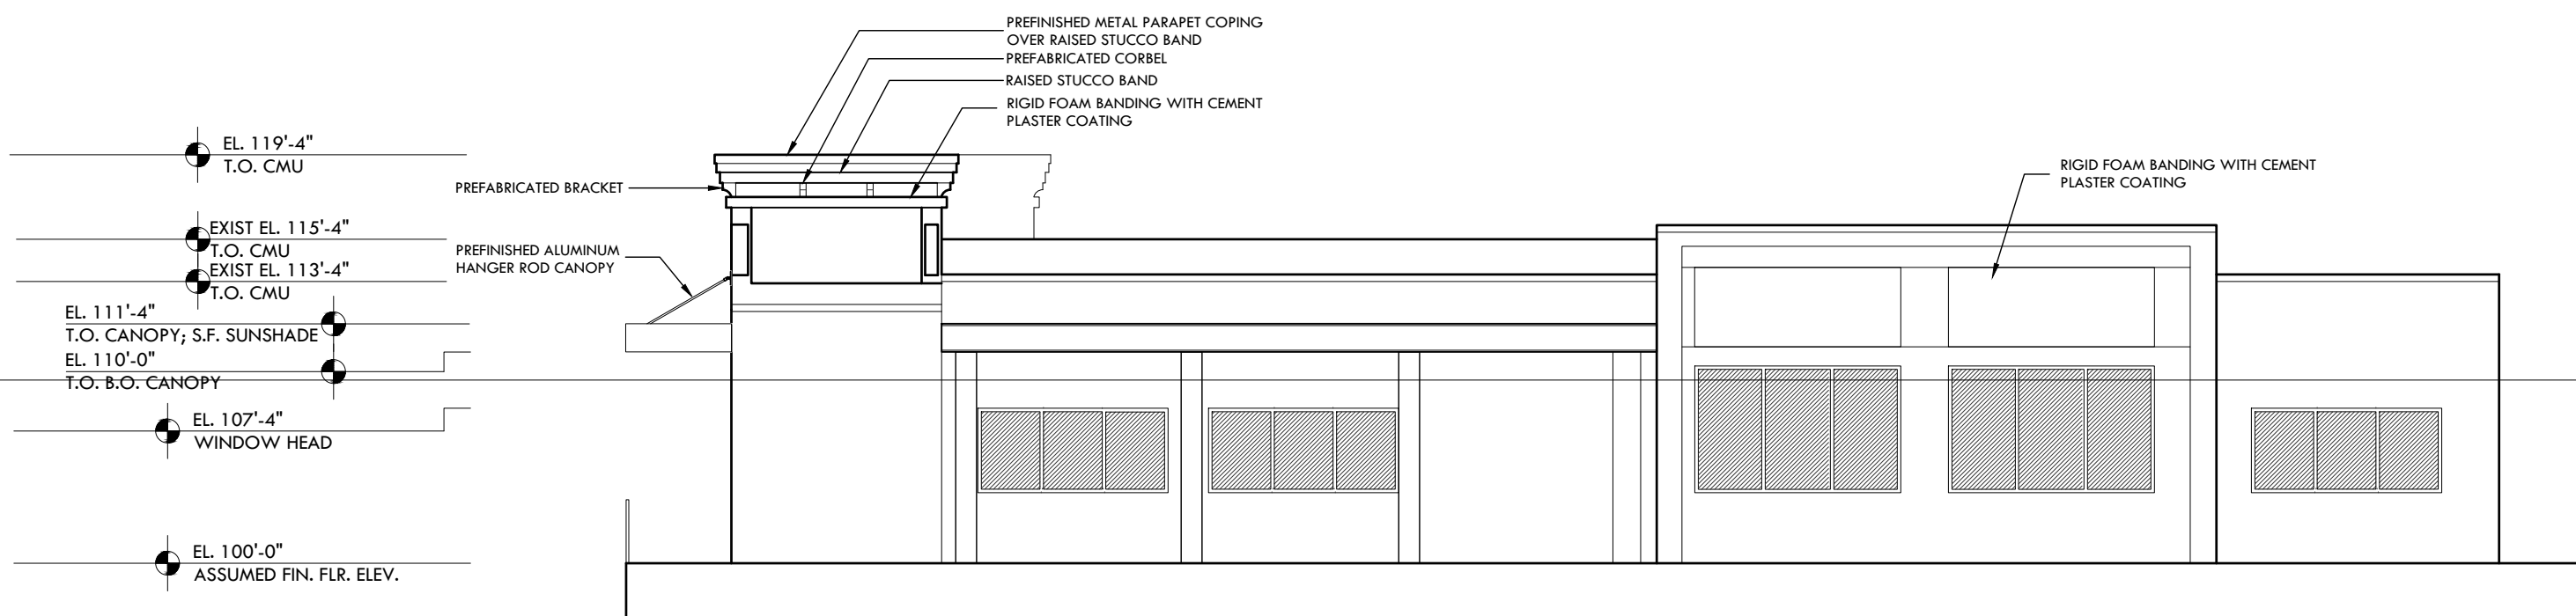 PREFINISHED METAL PARAPET COPING
OVER RAISED STUCCO BAND
PREFABRICATED CORBEL
RAISED STUCCO BAND
RIGID FOAM BANDING WITH CEMENT
PLASTER COATING
EL. 119'-4"
T.O. CMU
PREFABRICATED BRACKET
RIGID FOAM BANDING WITH CEMENT
PLASTER COATING
EXIST EL. 115'-4"
T.O. CMU
PREFINISHED ALUMINUM
HANGER ROD CANOPY
EXIST EL. 113'-4"
T.O. CMU
EL. 111'-4"
T.O. CANOPY; S.F. SUNSHADE
EL. 110'-0"
T.O. B.O. CANOPY
EL. 107'-4"
WINDOW HEAD
EL. 100'-0"
ASSUMED FIN. FLR. ELEV.